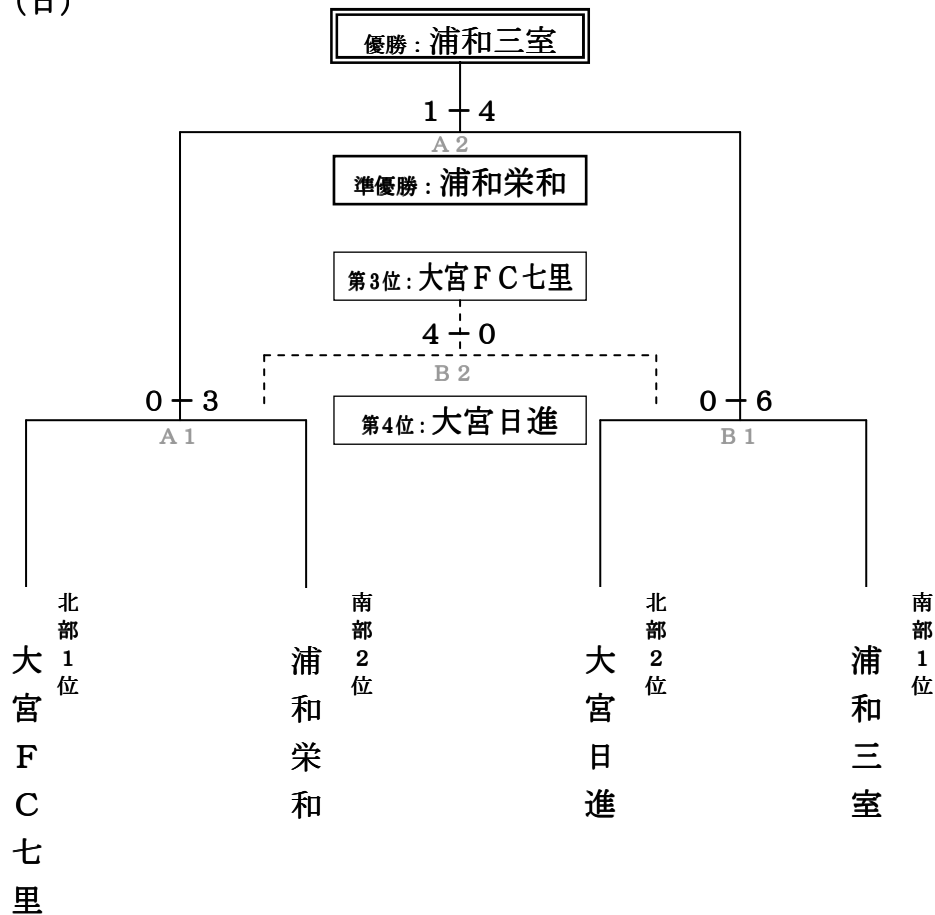 (日)
優勝：浦和三室
1－4
A2
準優勝：浦和栄和
第3位：大宮ＦＣ七里
4－0
B2
第4位：大宮日進
0－3
A1
0－6
B1
北部1位
大宮ＦＣ七里
南部2位
浦和栄和
北部2位
大宮日進
南部1位
浦和三室